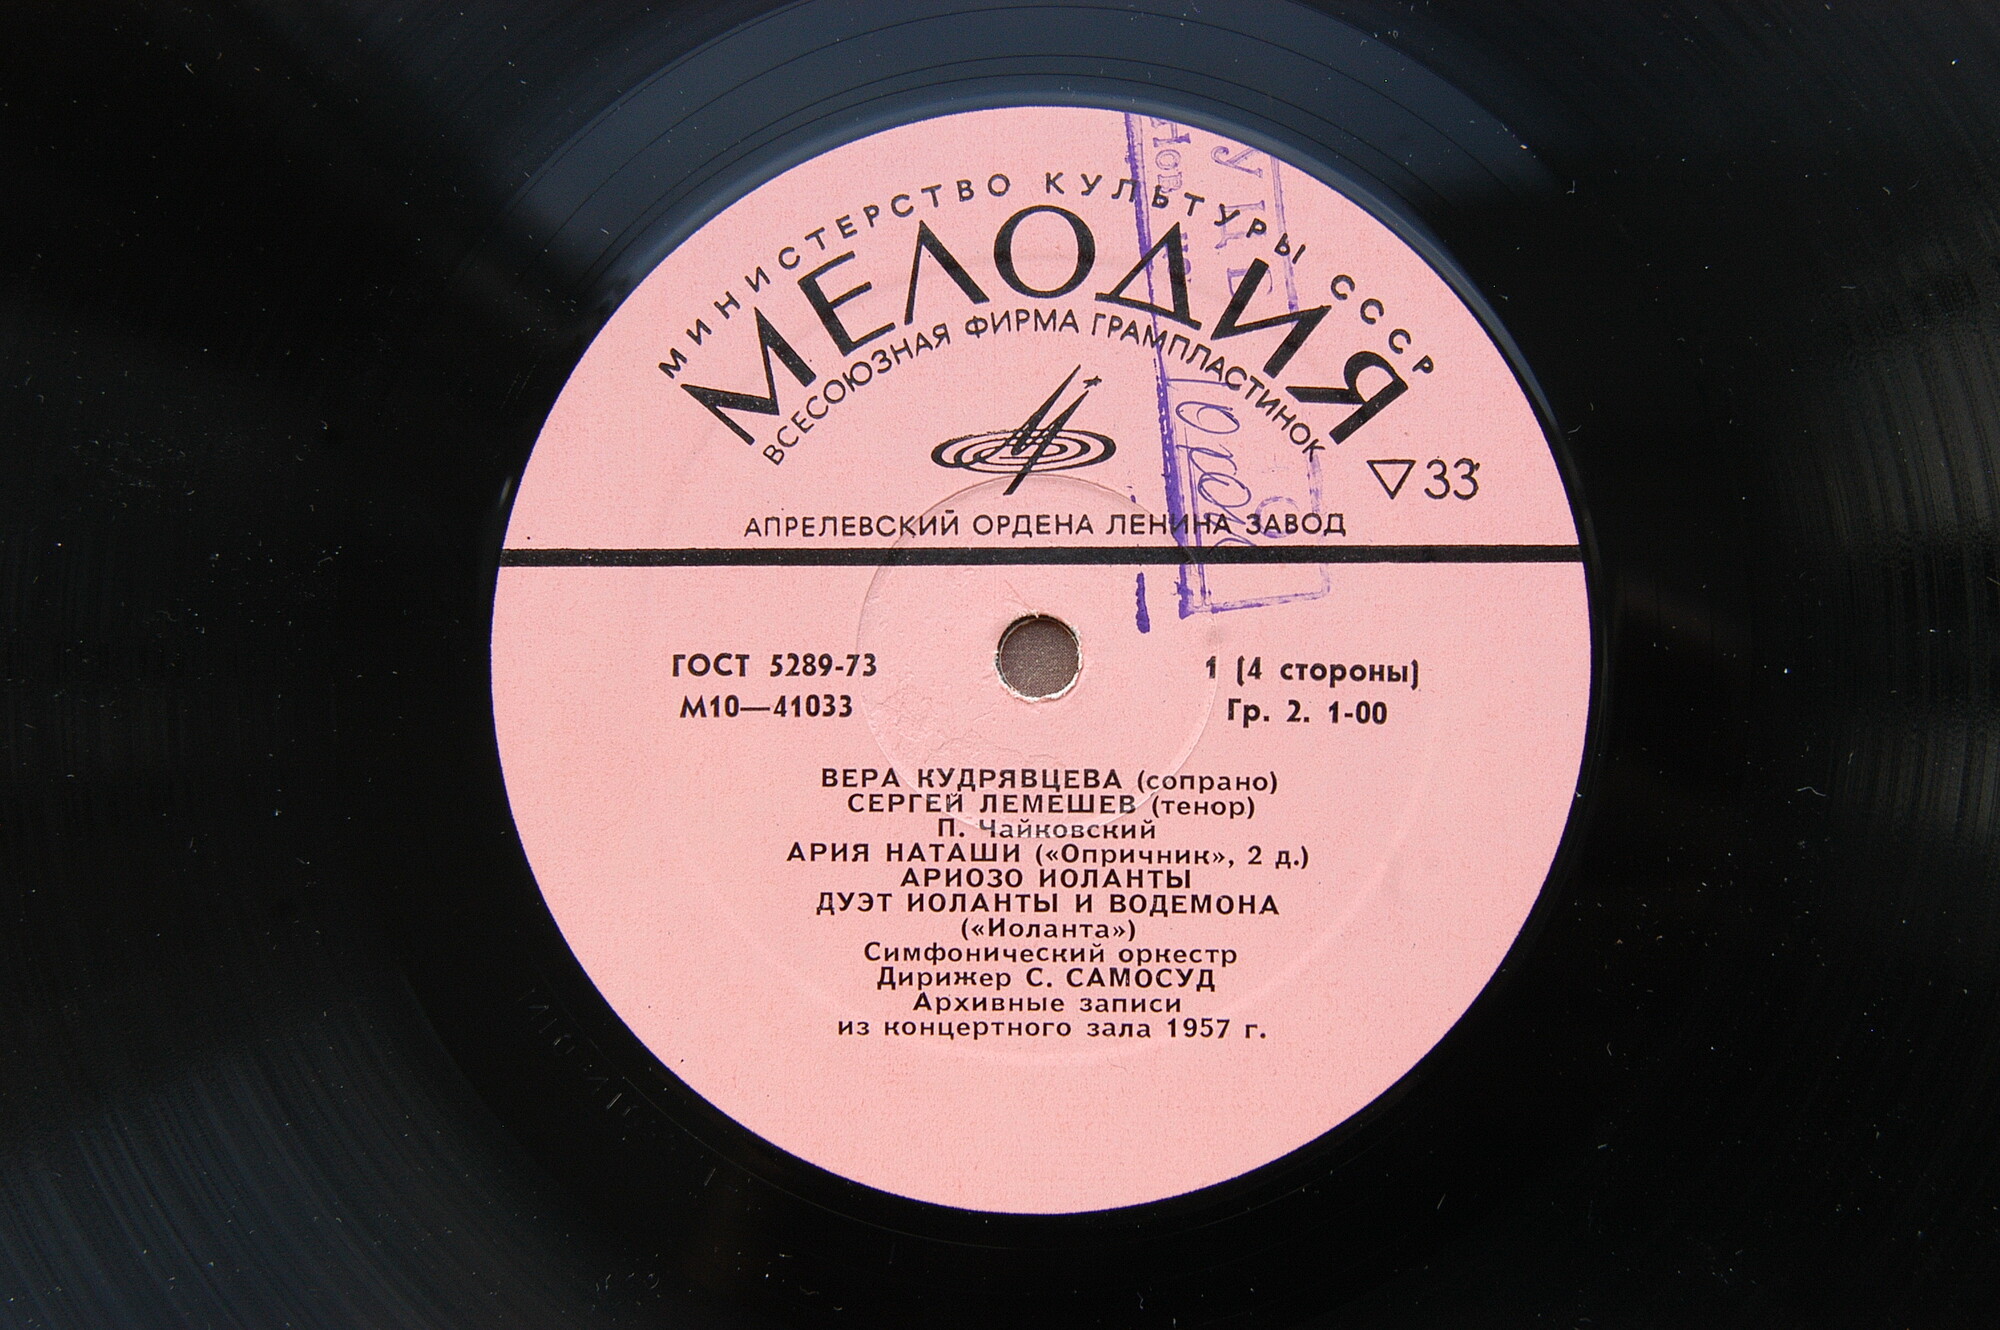 МИНИСТЕРСТВО КУЛЬТУРЫ СССР
МЕЛОДИЯ
ВСЕСОЮЗНАЯ ФИРМА ГРАМПЛАСТИНОК
▽33
АПРЕЛЕВСКИЙ ОРДЕНА ЛЕНИНА ЗАВОД
ГОСТ 5289-73
М10—41033
1 (4 стороны)
Гр. 2. 1-00
ВЕРА КУДРЯВЦЕВА (сопрано)
СЕРГЕЙ ЛЕМЕШЕВ (тенор)
П. Чайковский
АРИЯ НАТАШИ («Опричник», 2 д.)
АРИОЗО ИОЛАНТЫ
ДУЭТ ИОЛАНТЫ И ВОДЕМОНА
(«Иоланта»)
Симфонический оркестр
Дирижер С. САМОСУД
Архивные записи
из концертного зала 1957 г.